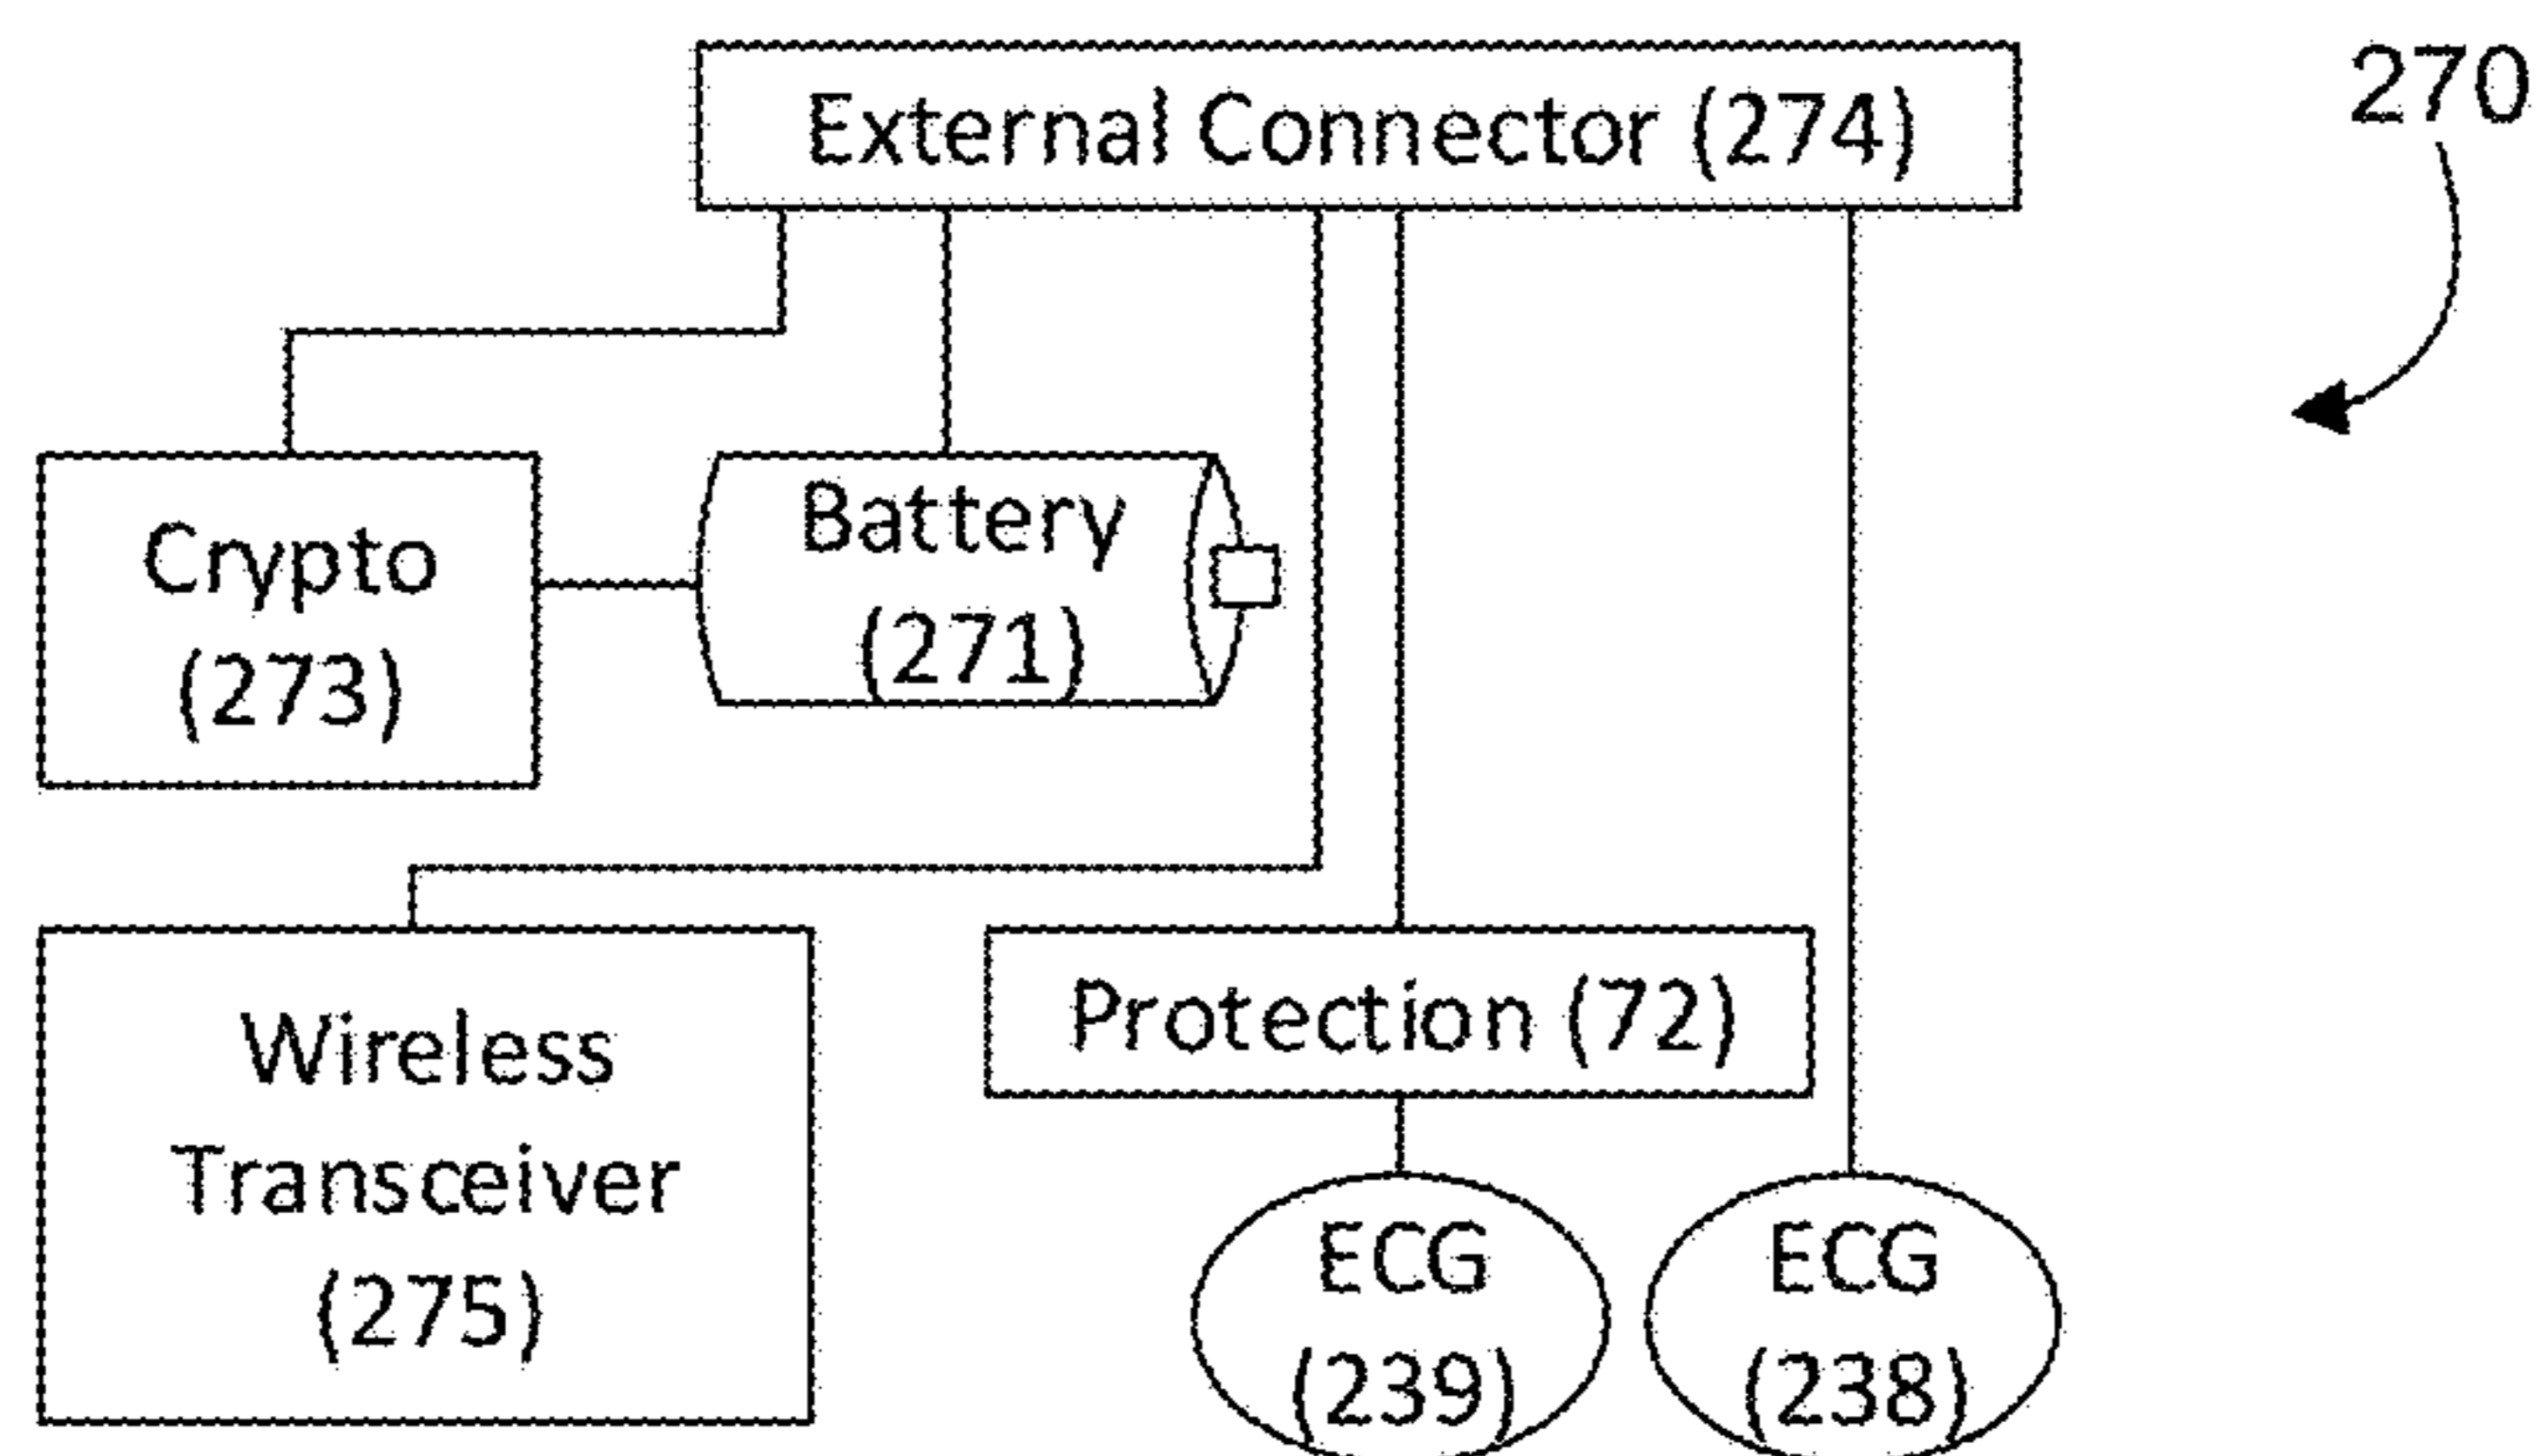 External Connector (274)
270
Crypto
(273)
Battery
(271)
Wireless
Transceiver
(275)
Protection (72)
ECG
(239)
ECG
(238)